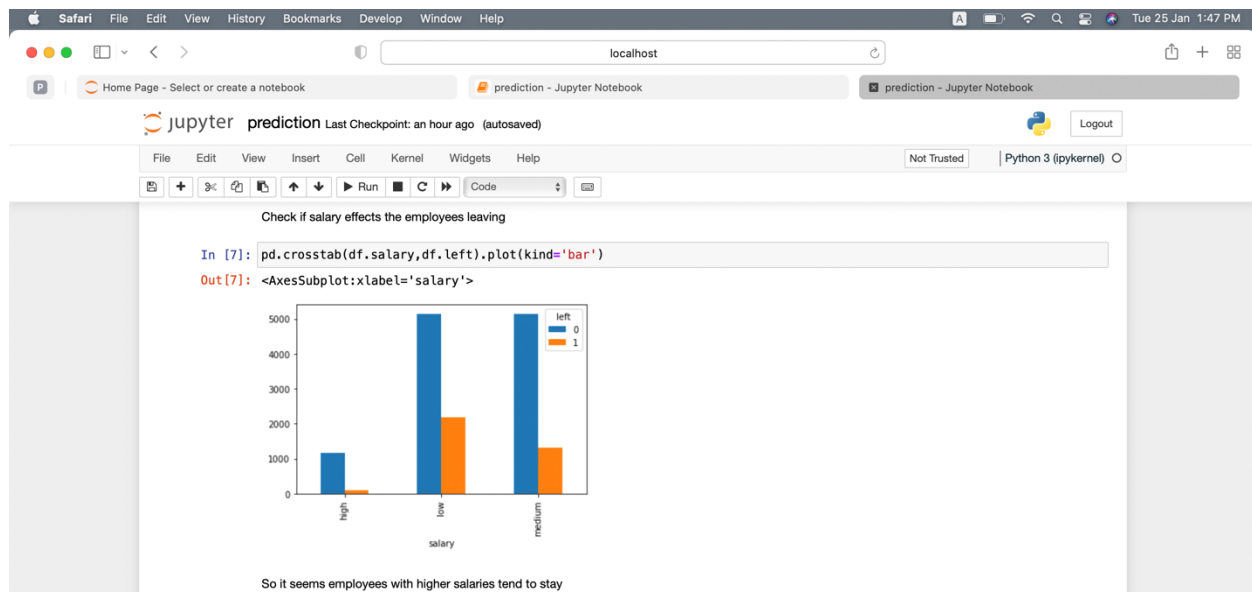 Safari File Edit View History Bookmarks Develop Window Help A Tue 25 Jan 1:47 PM
localhost
P Home Page - Select or create a notebook prediction - Jupyter Notebook prediction - Jupyter Notebook
jupyter prediction Last Checkpoint: an hour ago (autosaved) Logout
File Edit View Insert Cell Kernel Widgets Help Not Trusted Python 3 (ipykernel)
Run Code
Check if salary effects the employees leaving
In [7]: pd.crosstab(df.salary,df.left).plot(kind='bar')
Out[7]: <AxesSubplot:xlabel='salary'>
left
0
1
5000
4000
3000
2000
1000
0
high low medium
salary
So it seems employees with higher salaries tend to stay